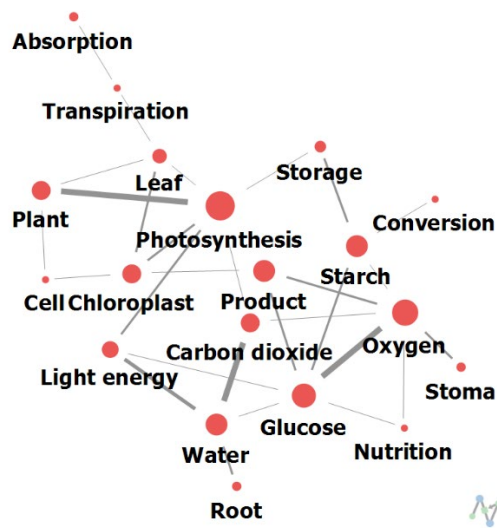 Absorption
Transpiration
Leaf
Storage
Plant
Conversion
Photosynthesis
Starch
Cell
Chloroplast
Product
Oxygen
Carbon dioxide
Light energy
Stoma
Glucose
Nutrition
Water
Root